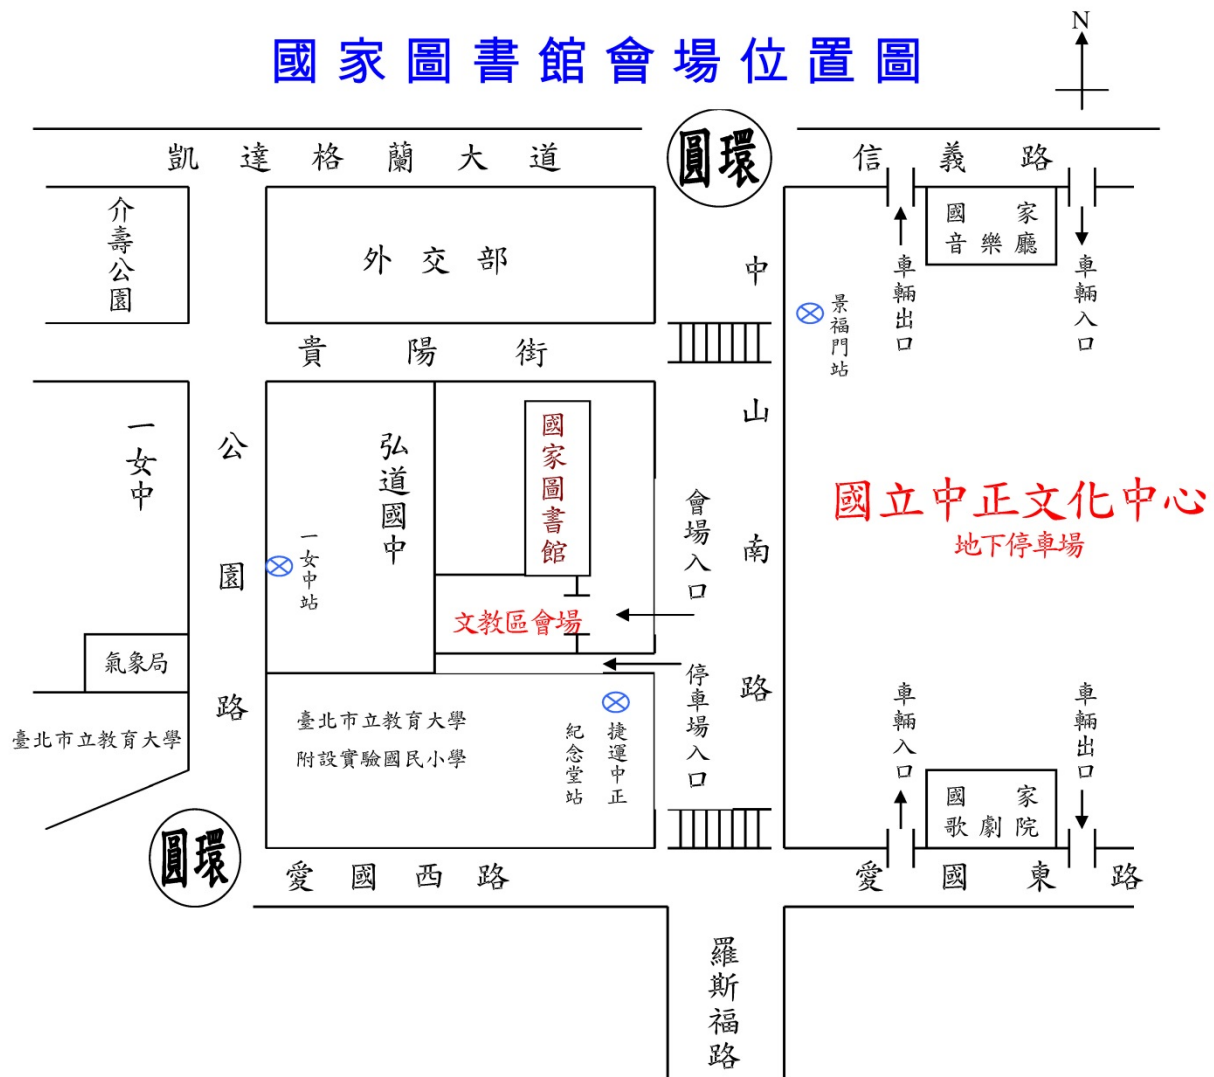 N
國家圖書館會場位置圖
凱達格蘭大道
圓環
信義路
介壽公園
外交部
中山南路
國家
音樂廳
車輛出口
車輛入口
景福門站
貴陽街
一女中
公園路
弘道國中
國家圖書館
會場入口
國立中正文化中心
地下停車場
一女中站
文教區會場
氣象局
停車場入口
臺北市立教育大學
臺北市立教育大學
附設實驗國民小學
捷運中正
紀念堂站
車輛入口
車輛出口
國家
歌劇院
圓環
愛國西路
愛國東路
羅斯福路